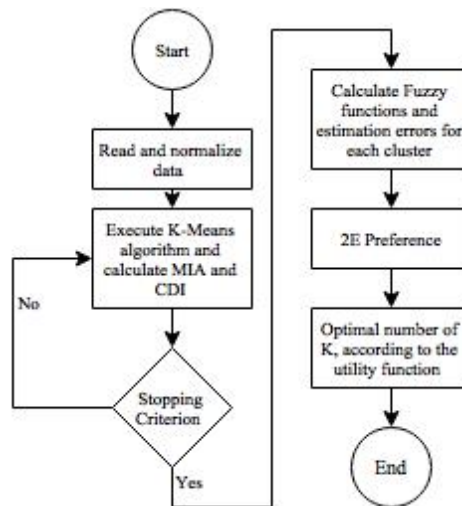 Start
Read and normalize
data
Execute K-Means
algorithm and
calculate MIA and
CDI
No
Stopping
Criterion
Yes
Calculate Fuzzy
functions and
estimation errors for
each cluster
2E Preference
Optimal number of
K, according to the
utility function
End